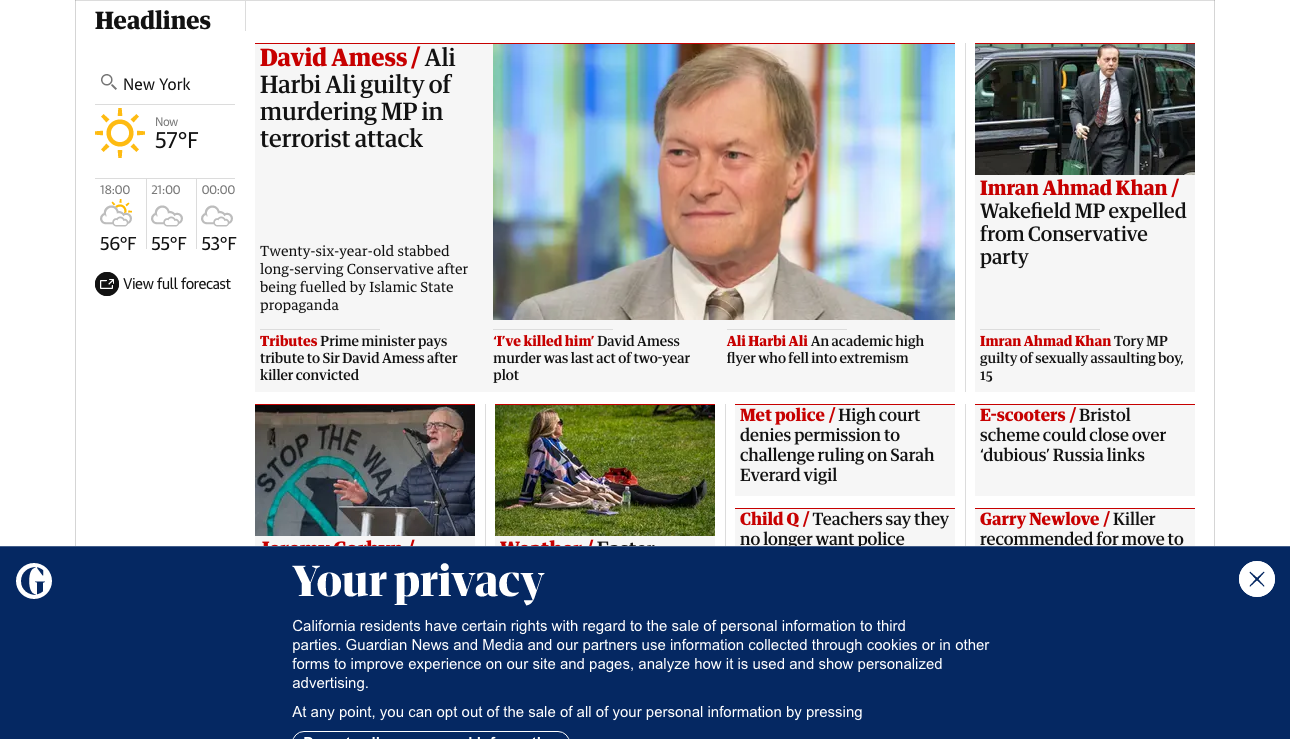 Headlines
New York
Now
57°F
18:00
21:00
00:00
56°F
55°F
53°F
View full forecast
David Amess / Ali
Harbi Ali guilty of
murdering MP in
terrorist attack
Twenty-six-year-old stabbed
long-serving Conservative after
being fuelled by Islamic State
propaganda
Tributes Prime minister pays
tribute to Sir David Amess after
killer convicted
‘I’ve killed him’ David Amess
murder was last act of two-year
plot
Ali Harbi Ali An academic high
flyer who fell into extremism
Imran Ahmad Khan /
Wakefield MP expelled
from Conservative
party
Imran Ahmad Khan Tory MP
guilty of sexually assaulting boy,
15
STOP THE WAR
Jeremy Corbyn /
Weather / Easter
Met police / High court
denies permission to
challenge ruling on Sarah
Everard vigil
Child Q / Teachers say they
no longer want police
E-scooters / Bristol
scheme could close over
‘dubious’ Russia links
Garry Newlove / Killer
recommended for move to
G
Your privacy
California residents have certain rights with regard to the sale of personal information to third
parties. Guardian News and Media and our partners use information collected through cookies or in other
forms to improve experience on our site and pages, analyze how it is used and show personalized
advertising.
At any point, you can opt out of the sale of all of your personal information by pressing